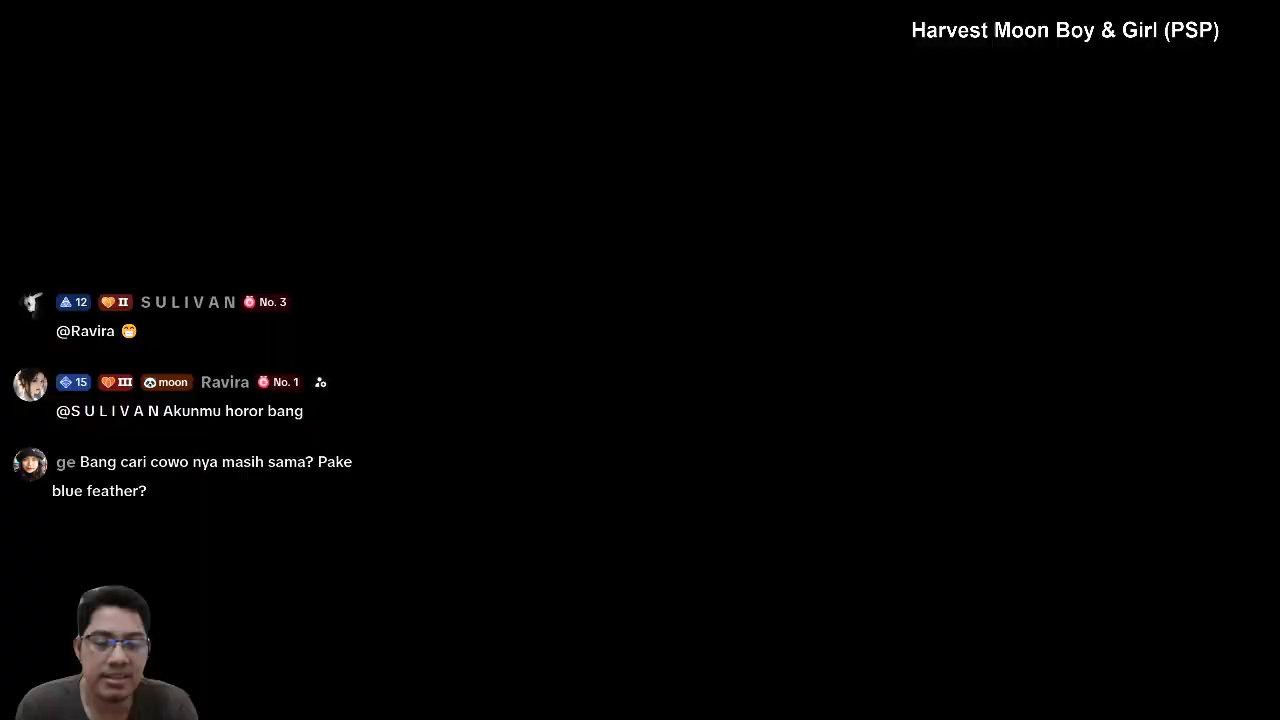 Harvest Moon Boy & Girl (PSP)
12 II S U L I V A N No. 3
@Ravira 😁
15 III moon Ravira No. 1
@S U L I V A N Akunmu horor bang
ge Bang cari cowo nya masih sama? Pake
blue feather?